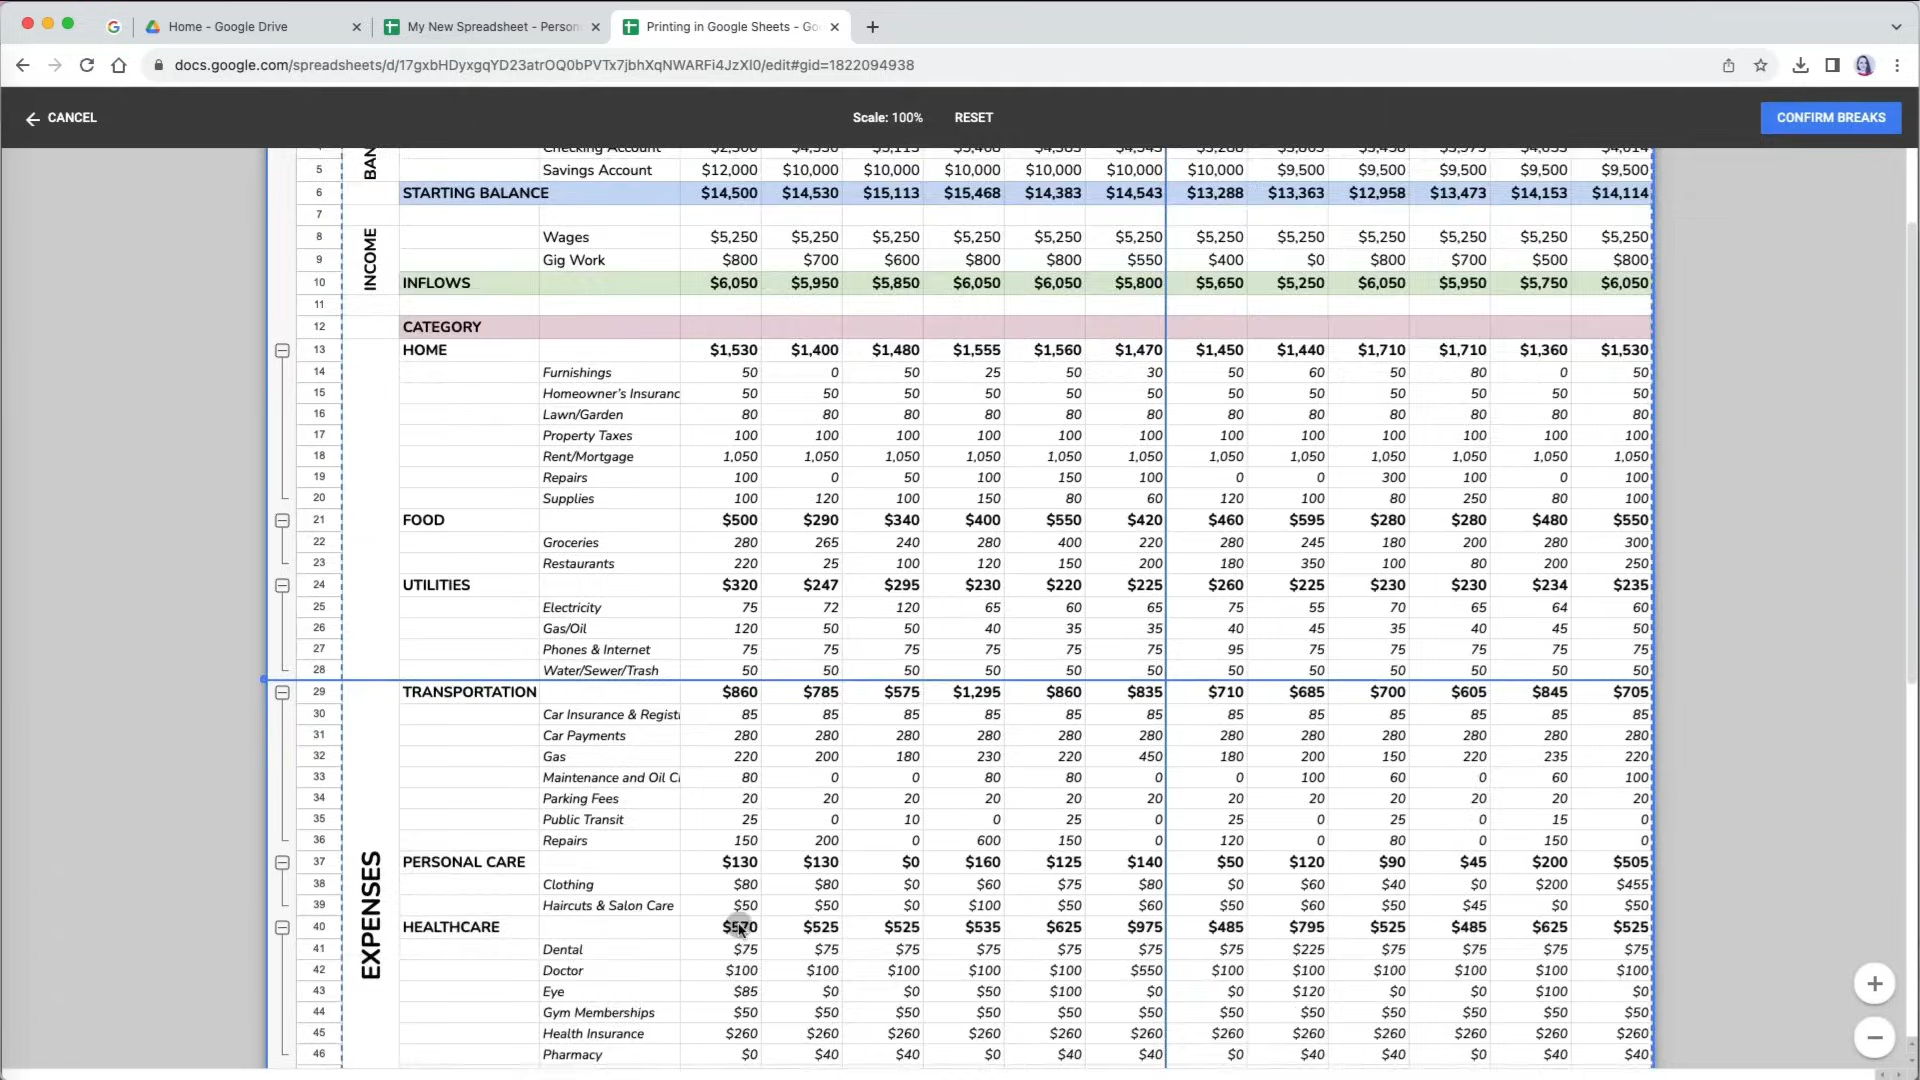 Home - Google Drive
My New Spreadsheet - Person
Printing in Google Sheets - Go
docs.google.com/spreadsheets/d/17gxbHDyxgqYD23atrOQ0bPVTx7jbhXqNWARFi4JzXI0/edit#gid=1822094938
CANCEL Scale: 100% RESET CONFIRM BREAKS
BAN
INCOME
EXPENSES
5 Savings Account $12,000 $10,000 $10,000 $10,000 $10,000 $10,000 $10,000 $9,500 $9,500 $9,500 $9,500 $9,500
6 STARTING BALANCE $14,500 $14,530 $15,113 $15,468 $14,383 $14,543 $13,288 $13,363 $12,958 $13,473 $14,153 $14,114
7
8 Wages $5,250 $5,250 $5,250 $5,250 $5,250 $5,250 $5,250 $5,250 $5,250 $5,250 $5,250 $5,250
9 Gig Work $800 $700 $600 $800 $800 $550 $400 $0 $800 $700 $500 $800
10 INFLOWS $6,050 $5,950 $5,850 $6,050 $6,050 $5,800 $5,650 $5,250 $6,050 $5,950 $5,750 $6,050
11
12 CATEGORY
13 HOME $1,530 $1,400 $1,480 $1,555 $1,560 $1,470 $1,450 $1,440 $1,710 $1,710 $1,360 $1,530
14 Furnishings 50 0 50 25 50 30 50 60 50 80 0 50
15 Homeowner's Insuranc 50 50 50 50 50 50 50 50 50 50 50 50
16 Lawn/Garden 80 80 80 80 80 80 80 80 80 80 80 80
17 Property Taxes 100 100 100 100 100 100 100 100 100 100 100 100
18 Rent/Mortgage 1,050 1,050 1,050 1,050 1,050 1,050 1,050 1,050 1,050 1,050 1,050 1,050
19 Repairs 100 0 50 100 150 100 0 0 300 100 0 100
20 Supplies 100 120 100 150 80 60 120 100 80 250 80 100
21 FOOD $500 $290 $340 $400 $550 $420 $460 $595 $280 $280 $480 $550
22 Groceries 280 265 240 280 400 220 280 245 180 200 280 300
23 Restaurants 220 25 100 120 150 200 180 350 100 80 200 250
24 UTILITIES $320 $247 $295 $230 $220 $225 $260 $225 $230 $230 $234 $235
25 Electricity 75 72 120 65 60 65 75 55 70 65 64 60
26 Gas/Oil 120 50 50 40 35 35 40 45 35 40 45 50
27 Phones & Internet 75 75 75 75 75 75 95 75 75 75 75 75
28 Water/Sewer/Trash 50 50 50 50 50 50 50 50 50 50 50 50
29 TRANSPORTATION $860 $785 $575 $1,295 $860 $835 $710 $685 $700 $605 $845 $705
30 Car Insurance & Regist 85 85 85 85 85 85 85 85 85 85 85 85
31 Car Payments 280 280 280 280 280 280 280 280 280 280 280 280
32 Gas 220 200 180 230 220 450 180 200 150 220 235 220
33 Maintenance and Oil C 80 0 0 80 80 0 0 100 60 0 60 100
34 Parking Fees 20 20 20 20 20 20 20 20 20 20 20 20
35 Public Transit 25 0 10 0 25 0 25 0 25 0 15 0
36 Repairs 150 200 0 600 150 0 120 0 80 0 150 0
37 PERSONAL CARE $130 $130 $0 $160 $125 $140 $50 $120 $90 $45 $200 $505
38 Clothing $80 $80 $0 $60 $75 $80 $0 $60 $40 $0 $200 $455
39 Haircuts & Salon Care $50 $50 $0 $100 $50 $60 $50 $60 $50 $45 $0 $50
40 HEALTHCARE $570 $525 $525 $535 $625 $975 $485 $795 $525 $485 $625 $525
41 Dental $75 $75 $75 $75 $75 $75 $75 $225 $75 $75 $75 $75
42 Doctor $100 $100 $100 $100 $100 $550 $100 $100 $100 $100 $100 $100
43 Eye $85 $0 $0 $50 $100 $0 $0 $120 $0 $0 $100 $0
44 Gym Memberships $50 $50 $50 $50 $50 $50 $50 $50 $50 $50 $50 $50
45 Health Insurance $260 $260 $260 $260 $260 $260 $260 $260 $260 $260 $260 $260
46 Pharmacy $0 $40 $40 $0 $40 $40 $0 $40 $40 $0 $40 $40